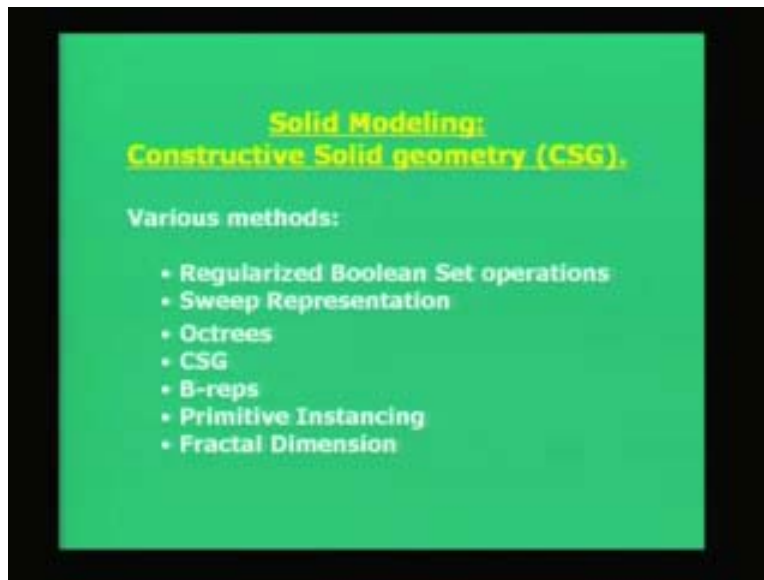 Solid Modeling:
Constructive Solid geometry (CSG).
Various methods:
• Regularized Boolean Set operations
• Sweep Representation
• Octrees
• CSG
• B-reps
• Primitive Instancing
• Fractal Dimension